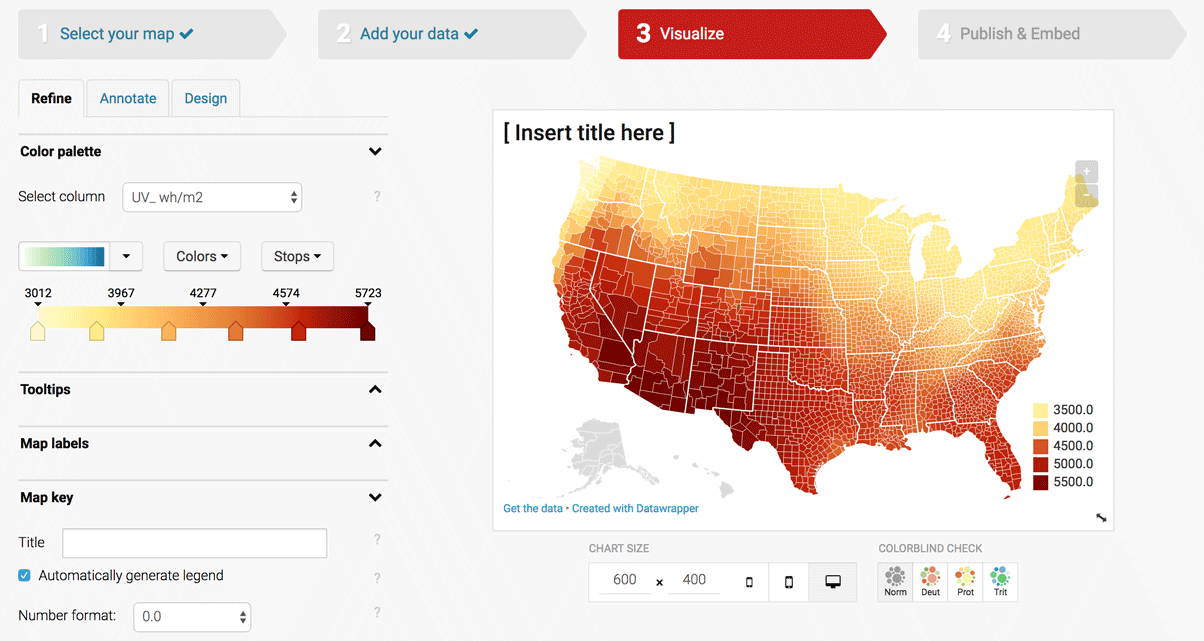 1 Select your map
2 Add your data
3 Visualize
4 Publish & Embed
Refine
Annotate
Design
Color palette
Select column
UV_ wh/m2
?
Colors
Stops
3012
3967
4277
4574
5723
Tooltips
Map labels
Map key
Title
?
Automatically generate legend
?
Number format:
0.0
?
[ Insert title here ]
+
-
3500.0
4000.0
4500.0
5000.0
5500.0
Get the data • Created with Datawrapper
CHART SIZE
600 × 400
COLORBLIND CHECK
Norm
Deut
Prot
Trit